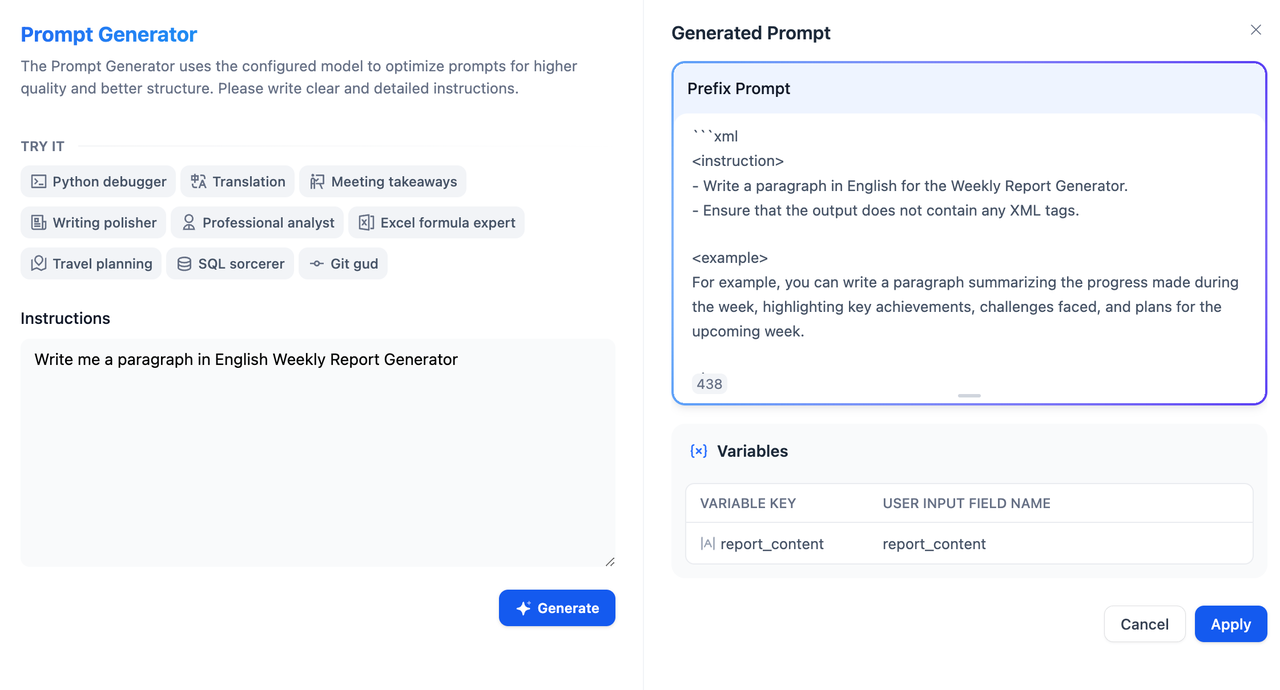 Prompt Generator
The Prompt Generator uses the configured model to optimize prompts for higher
quality and better structure. Please write clear and detailed instructions.
TRY IT
Python debugger
Translation
Meeting takeaways
Writing polisher
Professional analyst
Excel formula expert
Travel planning
SQL sorcerer
Git gud
Instructions
Write me a paragraph in English Weekly Report Generator
Generate
Generated Prompt
Prefix Prompt
```xml
<instruction>
- Write a paragraph in English for the Weekly Report Generator.
- Ensure that the output does not contain any XML tags.
<example>
For example, you can write a paragraph summarizing the progress made during
the week, highlighting key achievements, challenges faced, and plans for the
upcoming week.
438
{x} Variables
VARIABLE KEY USER INPUT FIELD NAME
|A| report_content report_content
Cancel
Apply